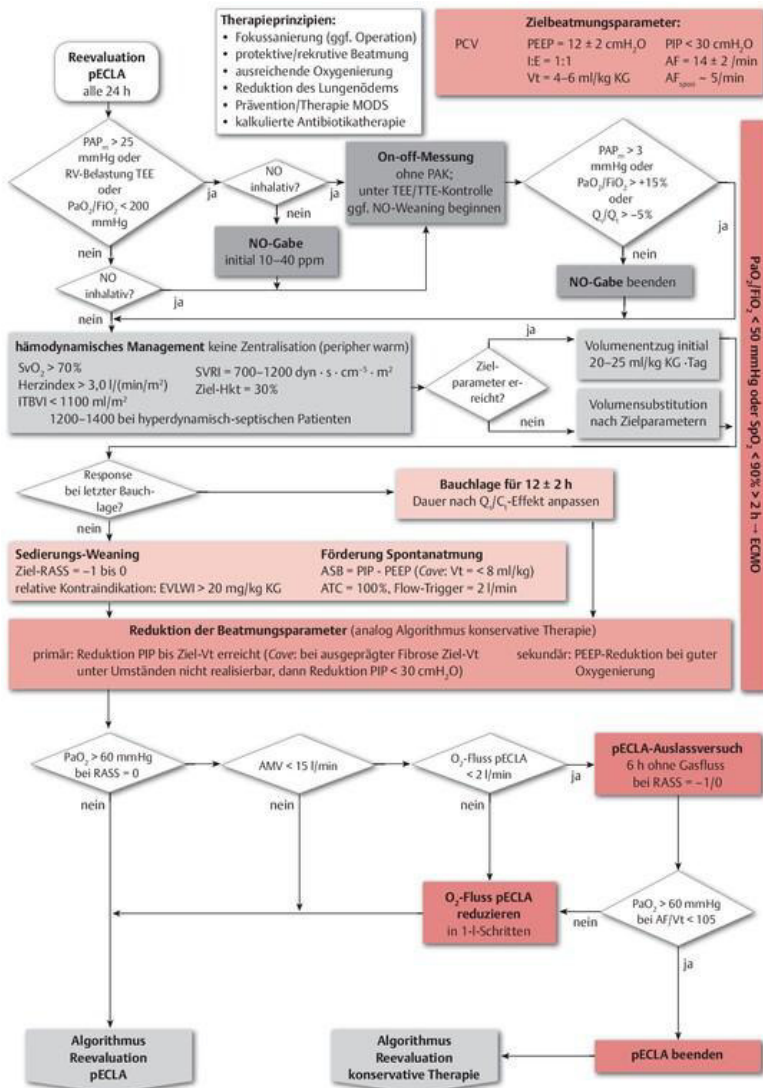 Therapieprinzipien:
• Fokussanierung (ggf. Operation)
• protektive/rekrutive Beatmung
• ausreichende Oxygenierung
• Reduktion des Lungenödems
• Prävention/Therapie MODS
• kalkulierte Antibiotikatherapie
Zielbeatmungsparameter:
PCV
PEEP = 12 ± 2 cmH₂O
PIP < 30 cmH₂O
I:E = 1:1
AF = 14 ± 2 /min
Vt = 4–6 ml/kg KG
AFspon ~ 5/min
Reevaluation
pECLA
alle 24 h
PAPm > 25
mmHg oder
RV-Belastung TEE
oder
PaO₂/FiO₂ < 200
mmHg
ja
nein
NO
inhalativ?
ja
nein
On-off-Messung
ohne PAK;
unter TEE/TTE-Kontrolle
ggf. NO-Weaning beginnen
PAPm > 3
mmHg oder
PaO₂/FiO₂ > +15%
oder
> −5%
ja
nein
NO-Gabe
initial 10–40 ppm
NO-Gabe beenden
NO
inhalativ?
ja
nein
hämodynamisches Management keine Zentralisation (peripher warm)
SvO₂ > 70%
Herzindex > 3,0 l/(min/m²)
ITBVI < 1100 ml/m²
1200–1400 bei hyperdynamisch-septischen Patienten
SVRI = 700–1200 dyn · s · cm⁻⁵ · m²
Ziel-Hkt = 30%
Ziel-
parameter er-
reicht?
ja
nein
Volumenentzug initial
20–25 ml/kg KG ·Tag
Volumensubstitution
nach Zielparametern
PaO₂/FiO₂ < 50 mmHg oder SpO₂ < 90% > 2 h → ECMO
Response
bei letzter Bauch-
lage?
nein
Bauchlage für 12 ± 2 h
Dauer nach -Effekt anpassen
Sedierungs-Weaning
Ziel-RASS = −1 bis 0
relative Kontraindikation: EVLWI > 20 mg/kg KG
Förderung Spontanatmung
ASB = PIP - PEEP (Cave: Vt = < 8 ml/kg)
ATC = 100%, Flow-Trigger = 2 l/min
Reduktion der Beatmungsparameter (analog Algorithmus konservative Therapie)
primär: Reduktion PIP bis Ziel-Vt erreicht (Cave: bei ausgeprägter Fibrose Ziel-Vt
unter Umständen nicht realisierbar, dann Reduktion PIP < 30 cmH₂O)
sekundär: PEEP-Reduktion bei guter
Oxygenierung
PaO₂ > 60 mmHg
bei RASS = 0
nein
AMV < 15 l/min
nein
O₂-Fluss pECLA
< 2 l/min
ja
nein
pECLA-Auslassversuch
6 h ohne Gasfluss
bei RASS = −1/0
O₂-Fluss pECLA
reduzieren
in 1-l-Schritten
PaO₂ > 60 mmHg
bei AF/Vt < 105
nein
ja
Algorithmus
Reevaluation
pECLA
Algorithmus
Reevaluation
konservative Therapie
pECLA beenden